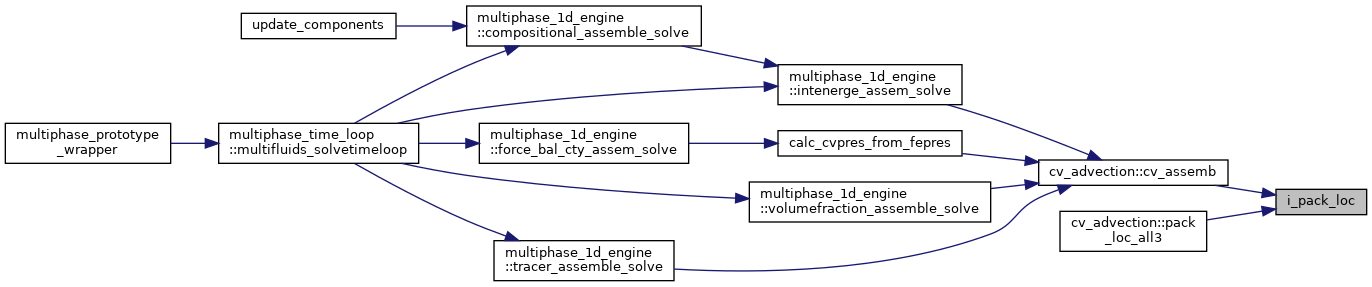 update_components
multiphase_1d_engine
::compositional_assemble_solve
multiphase_1d_engine
::intenerge_assem_solve
multiphase_prototype
_wrapper
multiphase_time_loop
::multifluids_solvetimeloop
multiphase_1d_engine
::force_bal_cty_assem_solve
calc_cvpres_from_fepres
cv_advection::cv_assemb
i_pack_loc
multiphase_1d_engine
::volumefraction_assemble_solve
cv_advection::pack
_loc_all3
multiphase_1d_engine
::tracer_assemble_solve